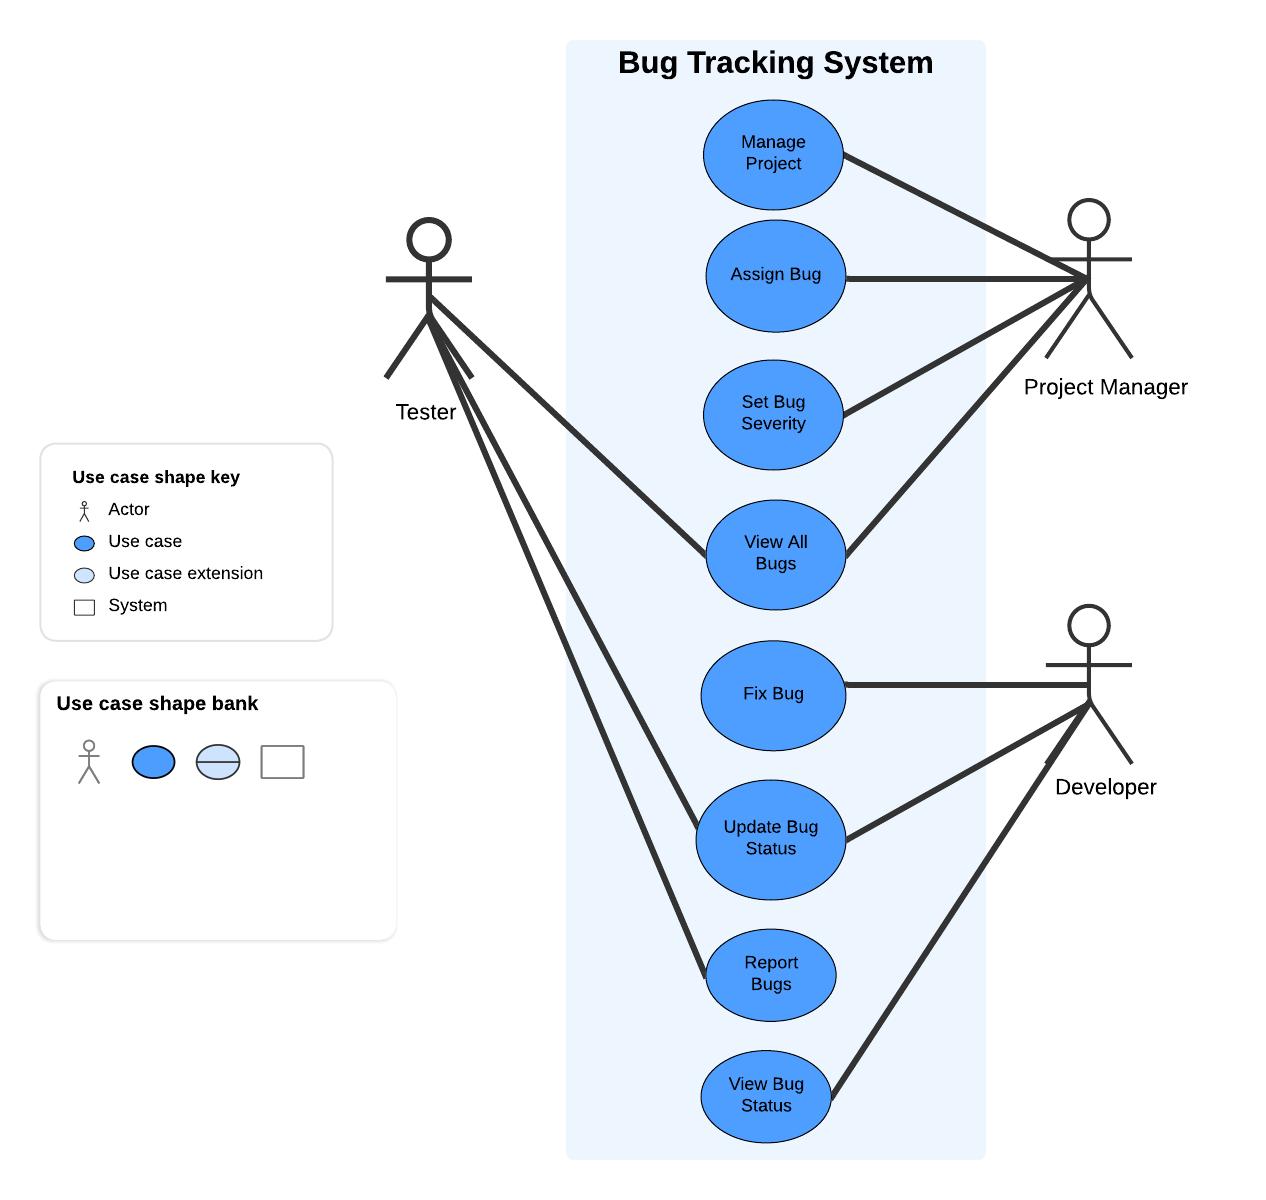 Bug Tracking System
Manage
Project
Assign Bug
Set Bug
Severity
View All
Bugs
Fix Bug
Update Bug
Status
Report
Bugs
View Bug
Status
Tester
Project Manager
Developer
Use case shape key
Actor
Use case
Use case extension
System
Use case shape bank